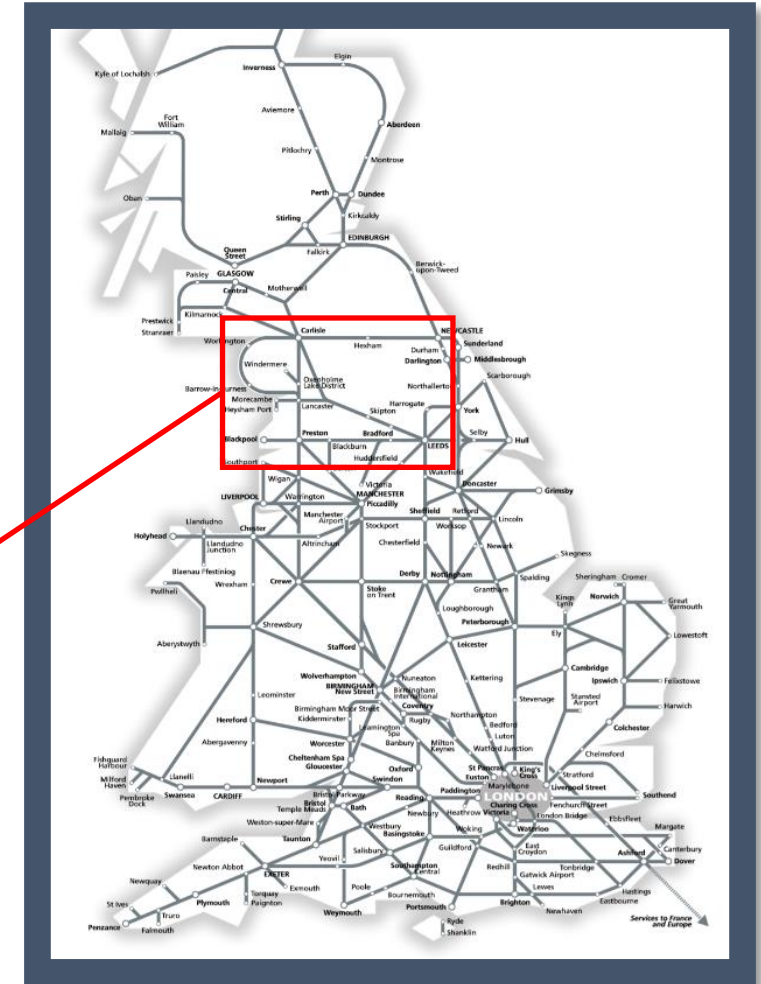 Elgin
Inverness
Kyle of Lochalsh
Aviemore
Fort
William
Mallaig
Aberdeen
Pitlochry
Montrose
Perth
Dundee
Oban
Stirling
Kirkcaldy
EDINBURGH
Queen
Street
Falkirk
Berwick-
upon-Tweed
Paisley
GLASGOW
Central
Motherwell
Prestwick
Kilmarnock
Stranraer
Carlisle
NEWCASTLE
Workington
Hexham
Durham
Sunderland
Darlington
Middlesbrough
Windermere
Oxenholme
Lake District
Northallerton
Scarborough
Barrow-in-Furness
Morecambe
Heysham Port
Lancaster
Harrogate
Skipton
York
Blackpool
Preston
Bradford
Selby
Hull
Blackburn
LEEDS
Southport
Huddersfield
Wakefield
Wigan
Victoria
Doncaster
LIVERPOOL
Warrington
MANCHESTER
Piccadilly
Grimsby
Llandudno
Manchester
Airport
Sheffield
Retford
Lincoln
Chester
Stockport
Worksop
Holyhead
Llandudno
Junction
Altrincham
Chesterfield
Newark
Skegness
Blaenau Ffestiniog
Wrexham
Crewe
Derby
Nottingham
Spalding
Sheringham
Cromer
Pwllheli
Stoke
on Trent
Grantham
Kings
Lynn
Norwich
Great
Yarmouth
Loughborough
Aberystwyth
Shrewsbury
Peterborough
Ely
Lowestoft
Stafford
Leicester
Wolverhampton
Nuneaton
Cambridge
BIRMINGHAM
New Street
Birmingham
International
Kettering
Ipswich
Felixstowe
Leominster
Coventry
Stevenage
Stansted
Airport
Birmingham Moor Street
Kidderminster
Rugby
Northampton
Harwich
Hereford
Leamington
Spa
Bedford
Colchester
Worcester
Banbury
Milton
Keynes
Luton
Abergavenny
Watford Junction
Chelmsford
Cheltenham Spa
Gloucester
Oxford
St Pancras
King's
Cross
Fishguard
Harbour
Llanelli
Euston
Stratford
Milford
Haven
Newport
Swindon
Marylebone
Liverpool Street
Pembroke
Dock
Swansea
CARDIFF
Bristol Parkway
Reading
Paddington
LONDON
Southend
Bristol
Temple Meads
Bath
Charing Cross
Fenchurch Street
Newbury
Heathrow
Victoria
London Bridge
Ebbsfleet
Weston-super-Mare
Westbury
Woking
Waterloo
Margate
Barnstaple
Taunton
Basingstoke
East
Croydon
Canterbury
Salisbury
Guildford
Ashford
Dover
Newton Abbot
Yeovil
Southampton
Central
Redhill
Tonbridge
Gatwick Airport
Newquay
EXETER
Exmouth
Poole
Lewes
Hastings
St Ives
Plymouth
Torquay
Paignton
Bournemouth
Eastbourne
Truro
Weymouth
Portsmouth
Brighton
Newhaven
Penzance
Falmouth
Ryde
Shanklin
Services to France
and Europe